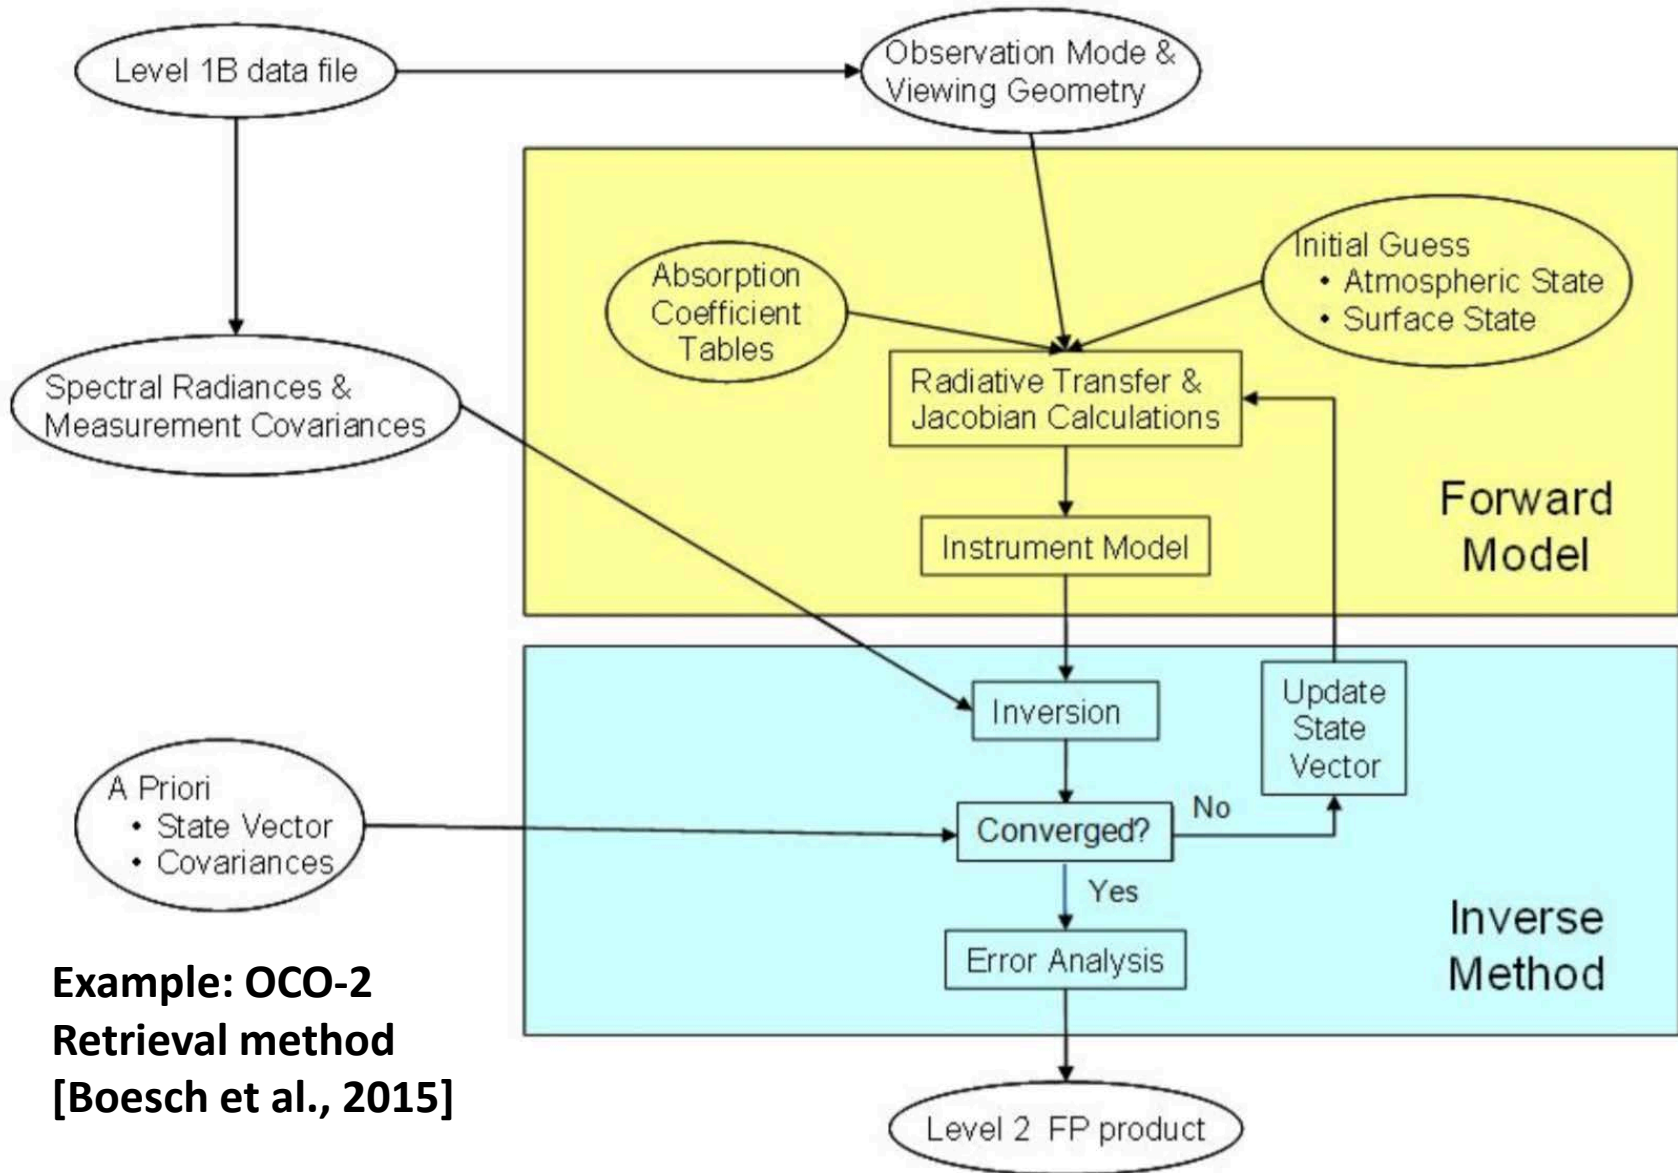 Level 1B data file
Observation Mode &
Viewing Geometry
Absorption
Coefficient
Tables
Initial Guess
• Atmospheric State
• Surface State
Spectral Radiances &
Measurement Covariances
Radiative Transfer &
Jacobian Calculations
Instrument Model
Forward
Model
Inversion
Update
State
Vector
A Priori
• State Vector
• Covariances
Converged?
No
Yes
Error Analysis
Inverse
Method
Example: OCO-2
Retrieval method
[Boesch et al., 2015]
Level 2 FP product